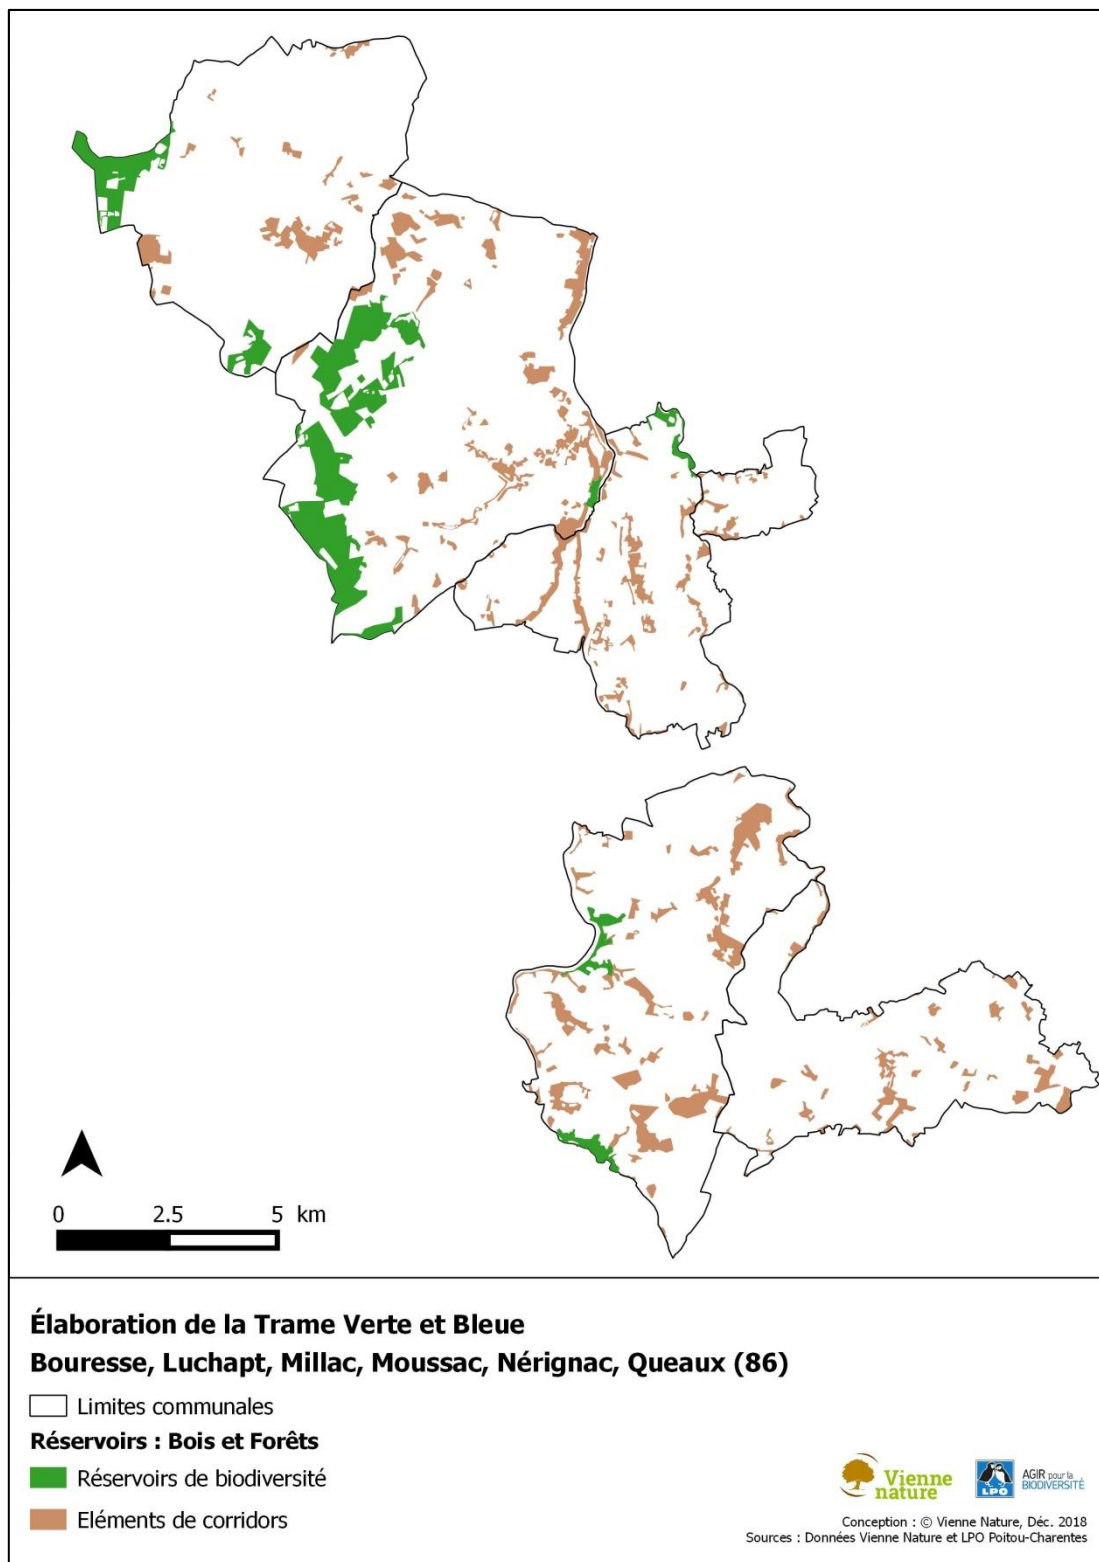 0 2.5 5 km
Élaboration de la Trame Verte et Bleue
Bouresse, Luchapt, Millac, Moussac, Nérignac, Queaux (86)
Limites communales
Réservoirs : Bois et Forêts
Réservoirs de biodiversité
Eléments de corridors
Vienne
nature
LPO
AGIR pour la
BIODIVERSITÉ
Conception : © Vienne Nature, Déc. 2018
Sources : Données Vienne Nature et LPO Poitou-Charentes